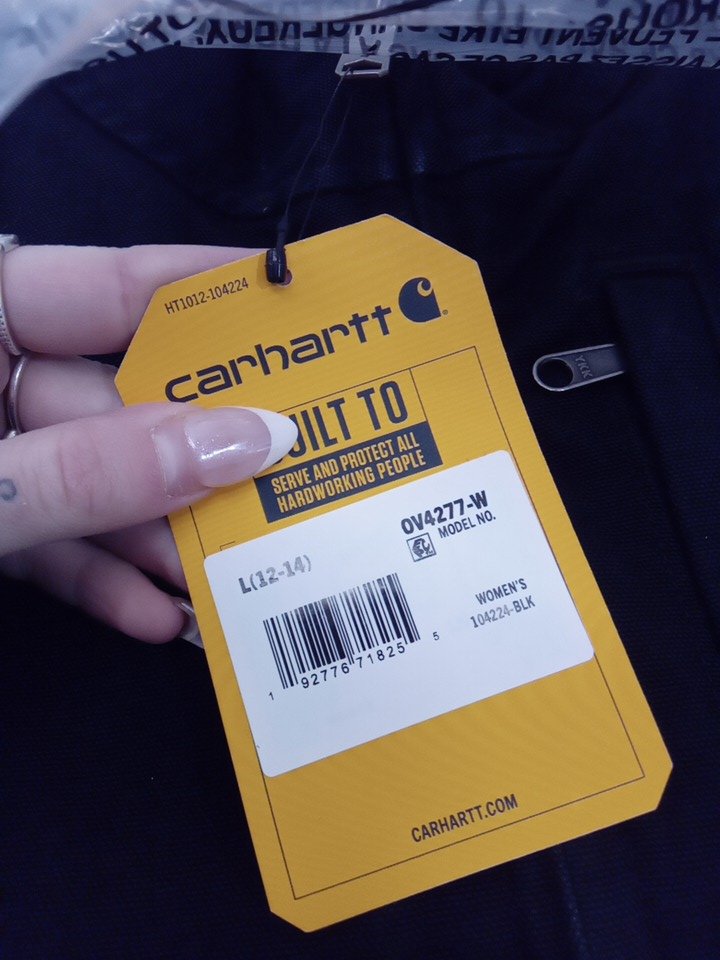 HT1012-104224
carhartt
UILT TO
SERVE AND PROTECT ALL
HARDWORKING PEOPLE
OV4277-W
MODEL NO.
L(12-14)
WOMEN'S
104224-BLK
1 92776 71825 5
CARHARTT.COM
YKK